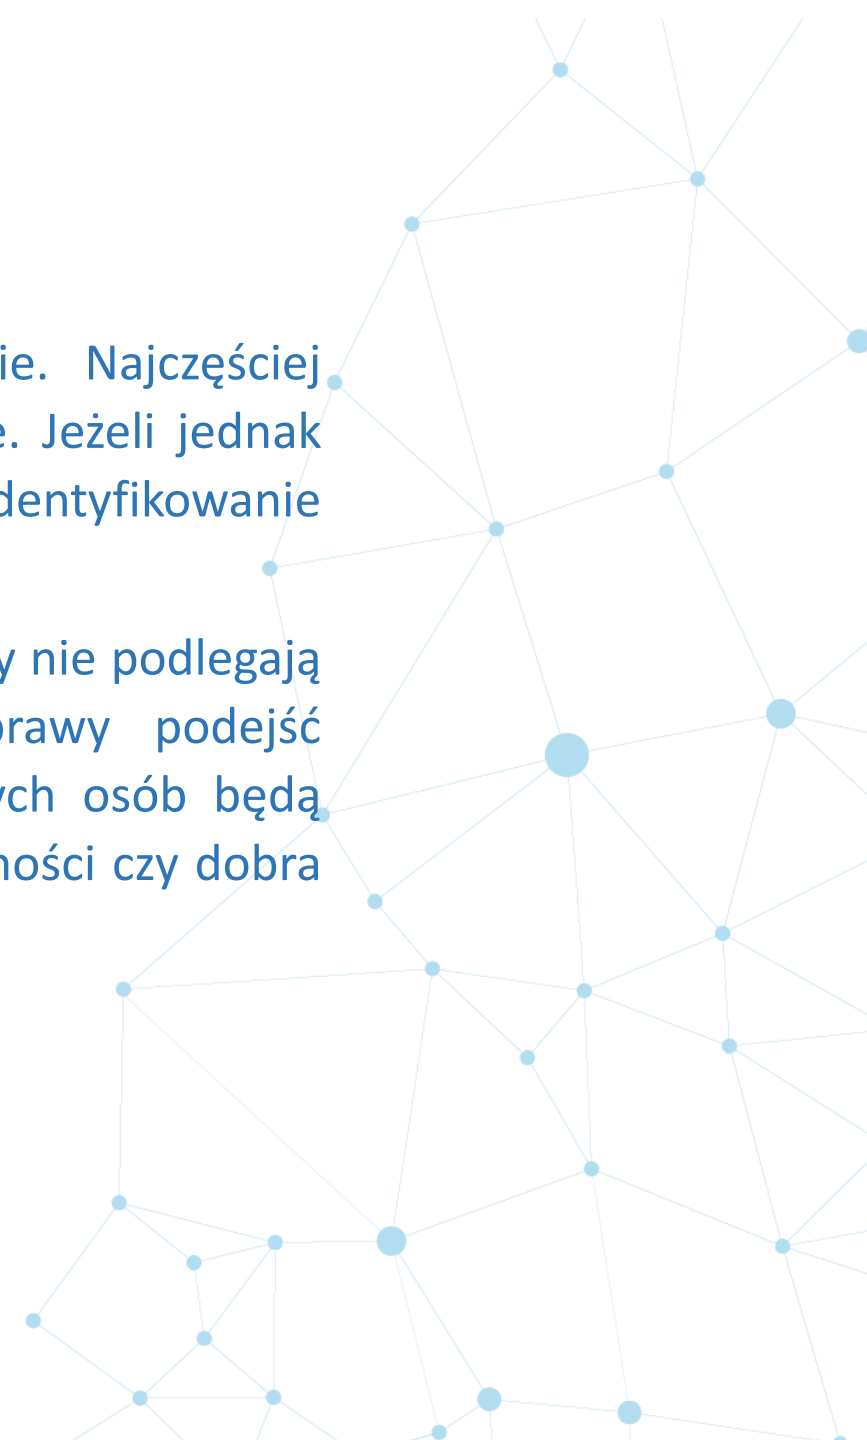 ie. Najczęściej
e. Jeżeli jednak
dentyfikowanie
y nie podlegają
prawy podejść
ych osób będą
ności czy dobra